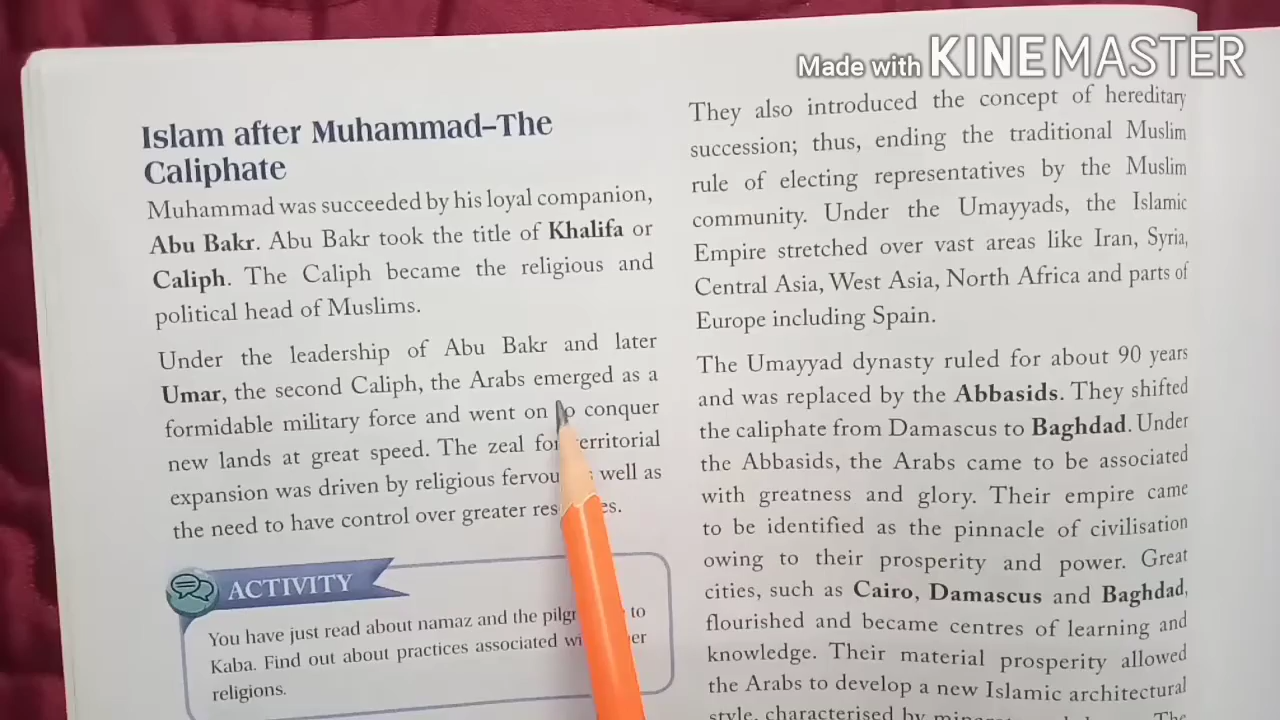 Made with KINEMASTER
Islam after Muhammad–The
Caliphate
Muhammad was succeeded by his loyal companion,
Abu Bakr. Abu Bakr took the title of Khalifa or
Caliph. The Caliph became the religious and
political head of Muslims.
Under the leadership of Abu Bakr and later
Umar, the second Caliph, the Arabs emerged as a
formidable military force and went on to conquer
new lands at great speed. The zeal for territorial
expansion was driven by religious fervour as well as
the need to have control over greater
ACTIVITY
You have just read about namaz and the to
Kaba. Find out about practices associated
religions.
They also introduced the concept of hereditary
succession; thus, ending the traditional Muslim
rule of electing representatives by the Muslim
community. Under the Umayyads, the Islamic
Empire stretched over vast areas like Iran, Syria,
Central Asia, West Asia, North Africa and parts of
Europe including Spain.
The Umayyad dynasty ruled for about 90 years
and was replaced by the Abbasids. They shifted
the caliphate from Damascus to Baghdad. Under
the Abbasids, the Arabs came to be associated
with greatness and glory. Their empire came
to be identified as the pinnacle of civilisation
owing to their prosperity and power. Great
cities, such as Cairo, Damascus and Baghdad,
flourished and became centres of learning and
knowledge. Their material prosperity allowed
the Arabs to develop a new Islamic architectural
style, characterised by The